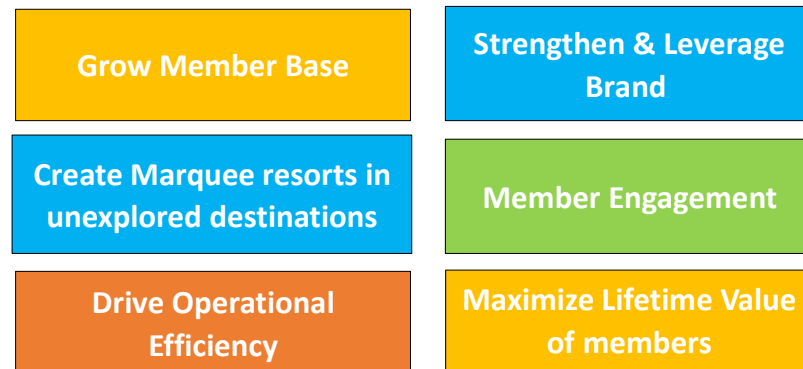 Grow Member Base
Strengthen & Leverage
Brand
Create Marquee resorts in
unexplored destinations
Member Engagement
Drive Operational
Efficiency
Maximize Lifetime Value
of members